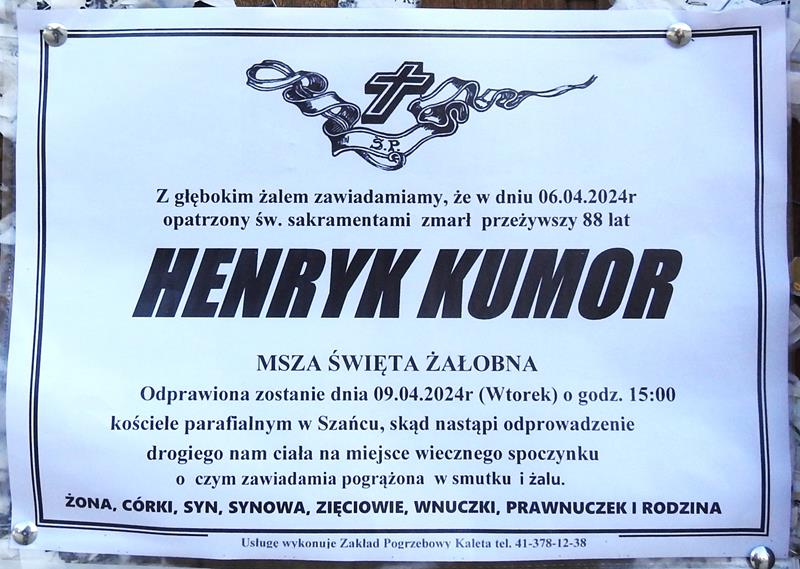 Ś.P.
Z głębokim żalem zawiadamiamy, że w dniu 06.04.2024r
opatrzony św. sakramentami zmarł przeżywszy 88 lat
HENRYK KUMOR
MSZA ŚWIĘTA ŻAŁOBNA
Odprawiona zostanie dnia 09.04.2024r (Wtorek) o godz. 15:00
kościele parafialnym w Szańcu, skąd nastąpi odprowadzenie
drogiego nam ciała na miejsce wiecznego spoczynku
o czym zawiadamia pogrążona w smutku i żalu.
ŻONA, CÓRKI, SYN, SYNOWA, ZIĘCIOWIE, WNUCZKI, PRAWNUCZEK I RODZINA
Usługę wykonuje Zakład Pogrzebowy Kaleta tel. 41-378-12-38